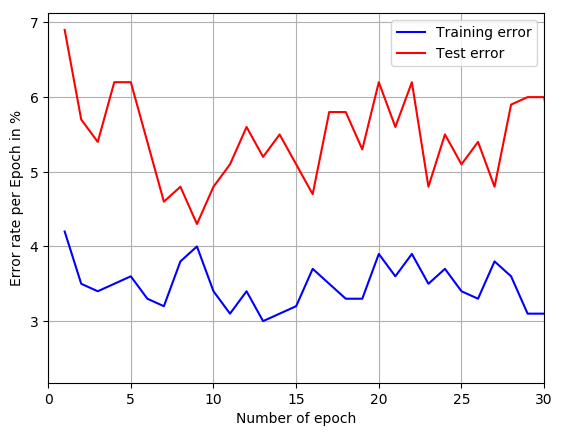 Training error
Test error
7
6
5
4
3
Error rate per Epoch in %
0 5 10 15 20 25 30
Number of epoch